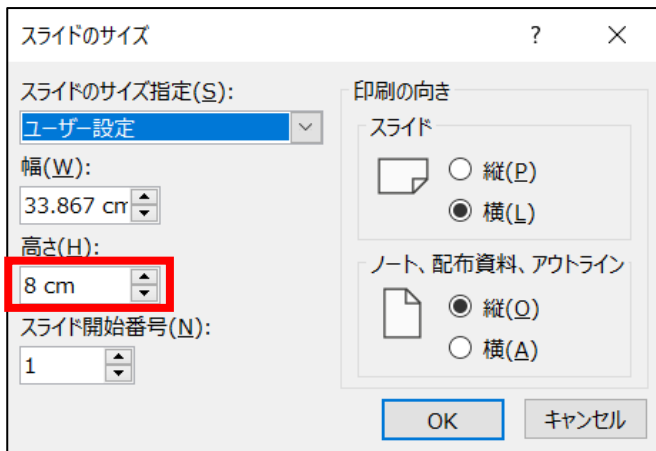 スライドのサイズ ? ×
スライドのサイズ指定(S):
ユーザー設定
幅(W):
33.867 cm
高さ(H):
8 cm
スライド開始番号(N):
1
印刷の向き
スライド
縦(P)
横(L)
ノート、配布資料、アウトライン
縦(O)
横(A)
OK キャンセル